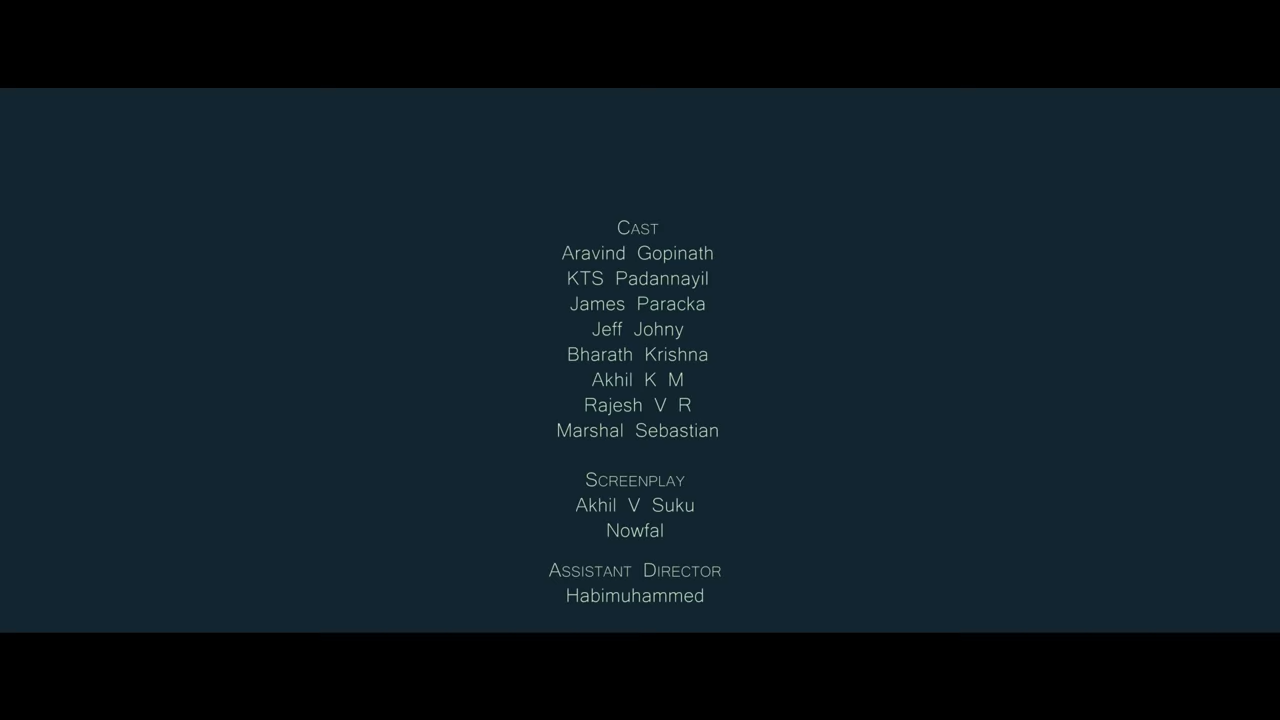 CAST
Aravind Gopinath
KTS Padannayil
James Paracka
Jeff Johny
Bharath Krishna
Akhil K M
Rajesh V R
Marshal Sebastian
SCREENPLAY
Akhil V Suku
Nowfal
ASSISTANT DIRECTOR
Habimuhammed